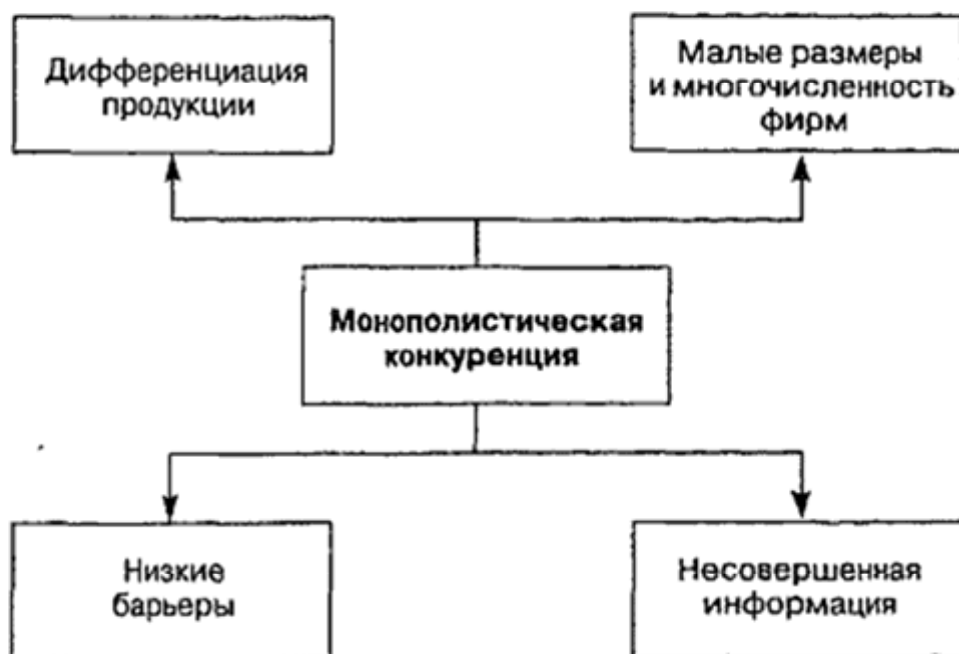 Дифференциация
продукции
Малые размеры
и многочисленность
фирм
Монополистическая
конкуренция
Низкие
барьеры
Несовершенная
информация